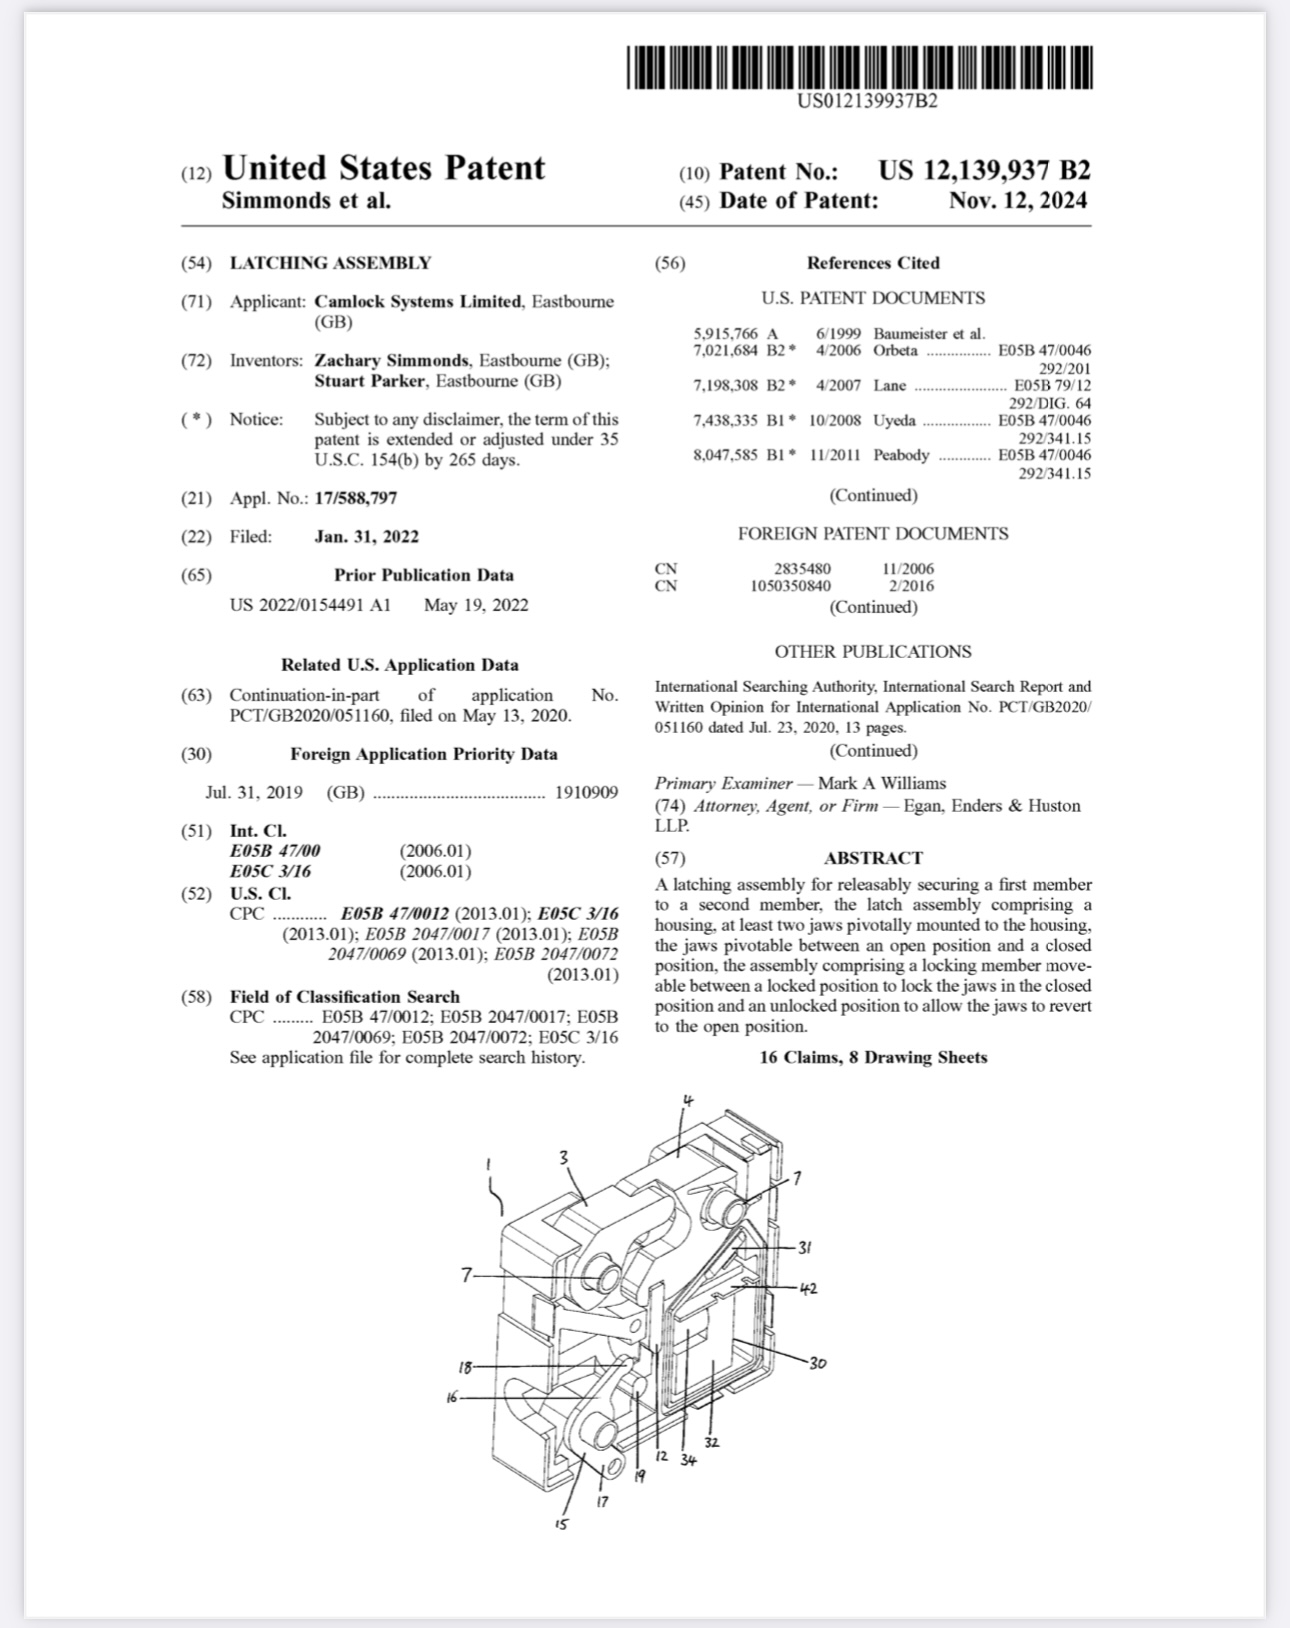 US012139937B2
(12) United States Patent
Simmonds et al.
(10) Patent No.: US 12,139,937 B2
(45) Date of Patent: Nov. 12, 2024
(54) LATCHING ASSEMBLY
(71) Applicant: Camlock Systems Limited, Eastbourne
(GB)
(72) Inventors: Zachary Simmonds, Eastbourne (GB);
Stuart Parker, Eastbourne (GB)
( * ) Notice: Subject to any disclaimer, the term of this
patent is extended or adjusted under 35
U.S.C. 154(b) by 265 days.
(21) Appl. No.: 17/588,797
(22) Filed: Jan. 31, 2022
(65) Prior Publication Data
US 2022/0154491 A1 May 19, 2022
Related U.S. Application Data
(63) Continuation-in-part of application No.
PCT/GB2020/051160, filed on May 13, 2020.
(30) Foreign Application Priority Data
Jul. 31, 2019 (GB) ..................................... 1910909
(51) Int. Cl.
E05B 47/00 (2006.01)
E05C 3/16 (2006.01)
(52) U.S. Cl.
CPC ............ E05B 47/0012 (2013.01); E05C 3/16
(2013.01); E05B 2047/0017 (2013.01); E05B
2047/0069 (2013.01); E05B 2047/0072
(2013.01)
(58) Field of Classification Search
CPC ......... E05B 47/0012; E05B 2047/0017; E05B
2047/0069; E05B 2047/0072; E05C 3/16
See application file for complete search history.
(56) References Cited
U.S. PATENT DOCUMENTS
5,915,766 A 6/1999 Baumeister et al.
7,021,684 B2 * 4/2006 Orbeta ............... E05B 47/0046
292/201
7,198,308 B2 * 4/2007 Lane ...................... E05B 79/12
292/DIG. 64
7,438,335 B1 * 10/2008 Uyeda ................ E05B 47/0046
292/341.15
8,047,585 B1 * 11/2011 Peabody ............ E05B 47/0046
292/341.15
(Continued)
FOREIGN PATENT DOCUMENTS
CN 2835480 11/2006
CN 1050350840 2/2016
(Continued)
OTHER PUBLICATIONS
International Searching Authority, International Search Report and
Written Opinion for International Application No. PCT/GB2020/
051160 dated Jul. 23, 2020, 13 pages.
(Continued)
Primary Examiner — Mark A Williams
(74) Attorney, Agent, or Firm — Egan, Enders & Huston
LLP.
(57) ABSTRACT
A latching assembly for releasably securing a first member
to a second member, the latch assembly comprising a
housing, at least two jaws pivotally mounted to the housing,
the jaws pivotable between an open position and a closed
position, the assembly comprising a locking member move-
able between a locked position to lock the jaws in the closed
position and an unlocked position to allow the jaws to revert
to the open position.
16 Claims, 8 Drawing Sheets
4
1
3
7
31
7
42
30
18
16
32
12
34
19
17
15